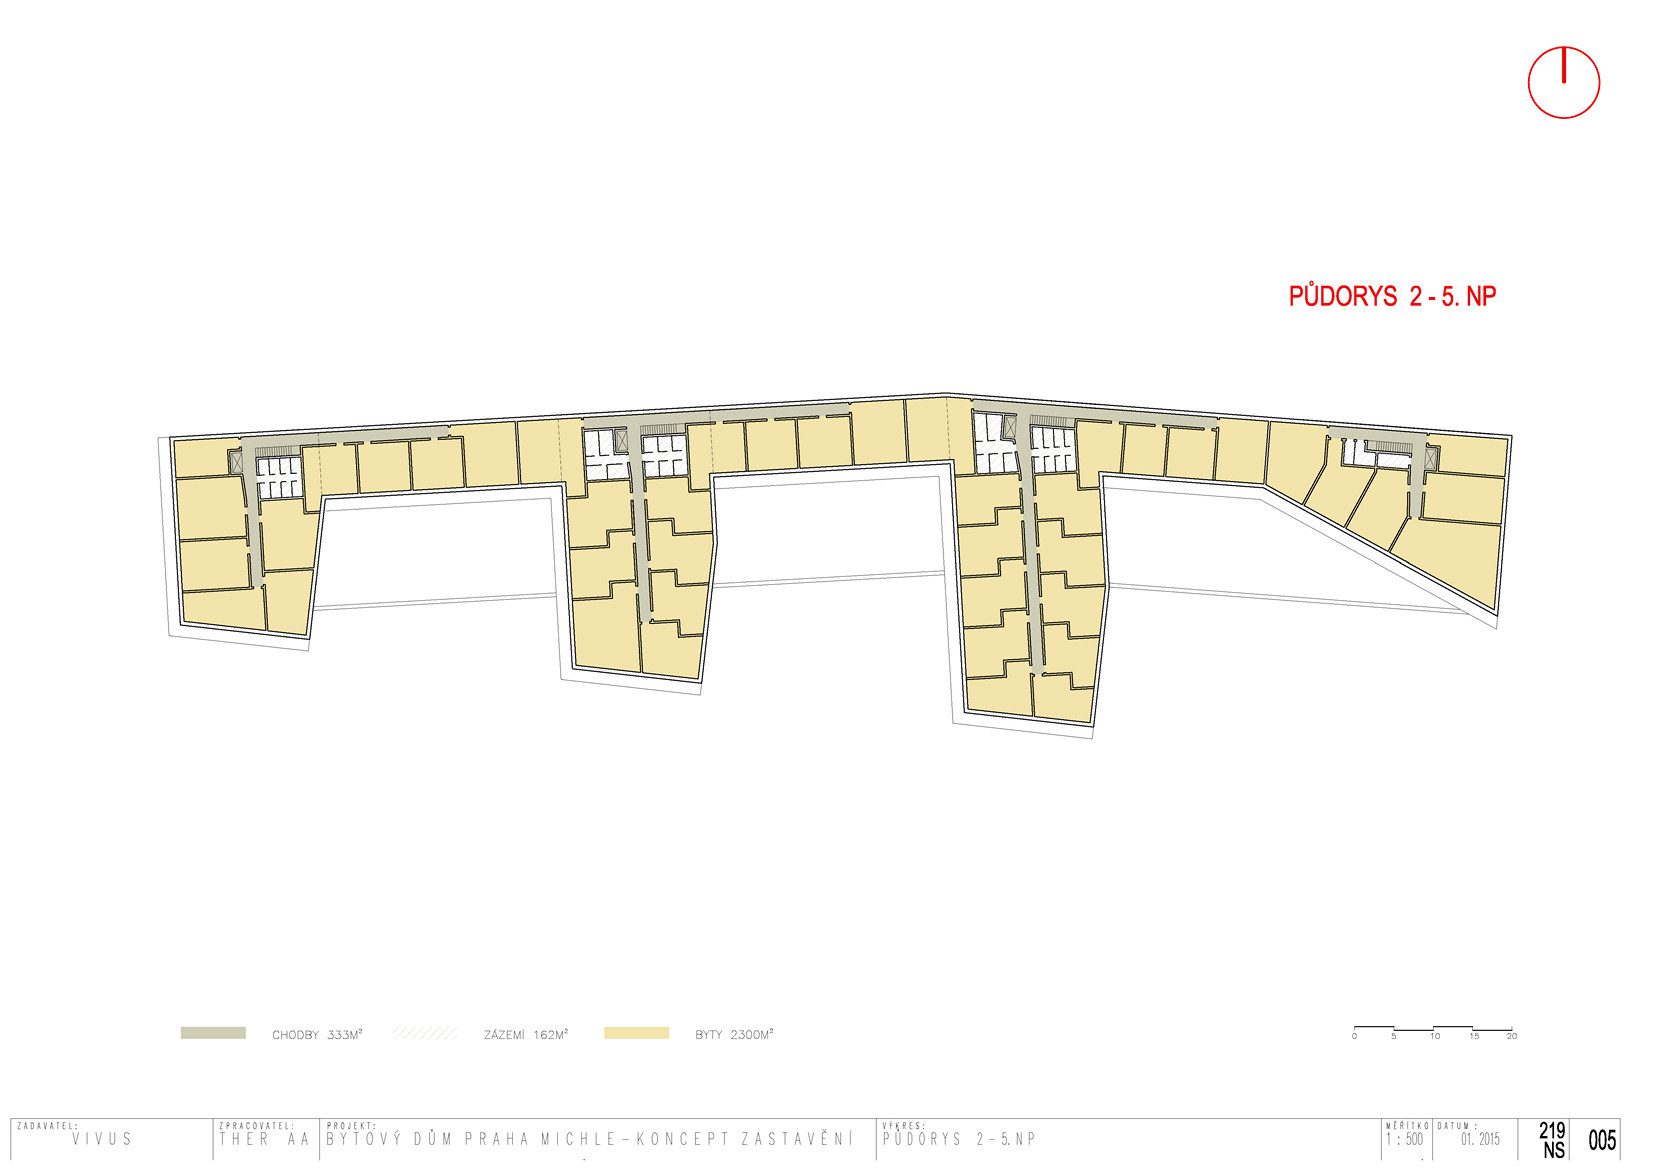 PŮDORYS 2 - 5. NP
CHODBY 333M²
ZÁZEMÍ 162M²
BYTY 2300M²
0 5 10 15 20
ZADAVATEL:
VIVUS
ZPRACOVATEL:
THER AA
PROJEKT:
BYTOVÝ DŮM PRAHA MICHLE-KONCEPT ZASTAVĚNÍ
VÝKRES:
PŮDORYS 2-5.NP
MĚŘÍTKO
1 : 500
DATUM :
01. 2015
219
NS
005